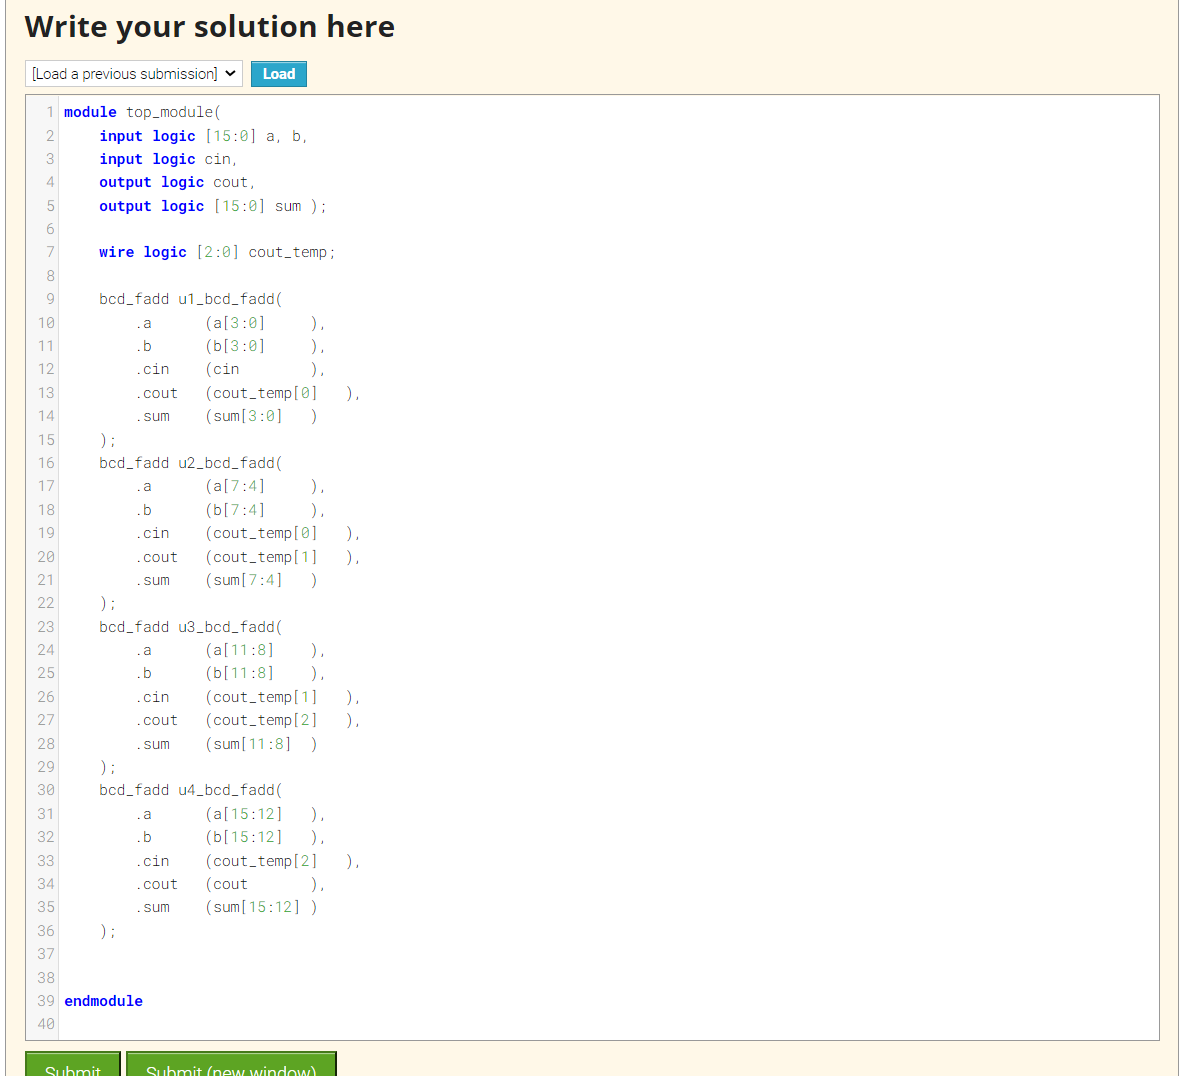 Write your solution here
[Load a previous submission] Load
1 module top_module(
2     input logic [15:0] a, b,
3     input logic cin,
4     output logic cout,
5     output logic [15:0] sum );
6
7     wire logic [2:0] cout_temp;
8
9     bcd_fadd u1_bcd_fadd(
10         .a      (a[3:0]     ),
11         .b      (b[3:0]     ),
12         .cin    (cin        ),
13         .cout   (cout_temp[0]   ),
14         .sum    (sum[3:0]   )
15     );
16     bcd_fadd u2_bcd_fadd(
17         .a      (a[7:4]     ),
18         .b      (b[7:4]     ),
19         .cin    (cout_temp[0]   ),
20         .cout   (cout_temp[1]   ),
21         .sum    (sum[7:4]   )
22     );
23     bcd_fadd u3_bcd_fadd(
24         .a      (a[11:8]    ),
25         .b      (b[11:8]    ),
26         .cin    (cout_temp[1]   ),
27         .cout   (cout_temp[2]   ),
28         .sum    (sum[11:8]  )
29     );
30     bcd_fadd u4_bcd_fadd(
31         .a      (a[15:12]   ),
32         .b      (b[15:12]   ),
33         .cin    (cout_temp[2]   ),
34         .cout   (cout       ),
35         .sum    (sum[15:12] )
36     );
37
38
39 endmodule
40
Submit Submit (new window)